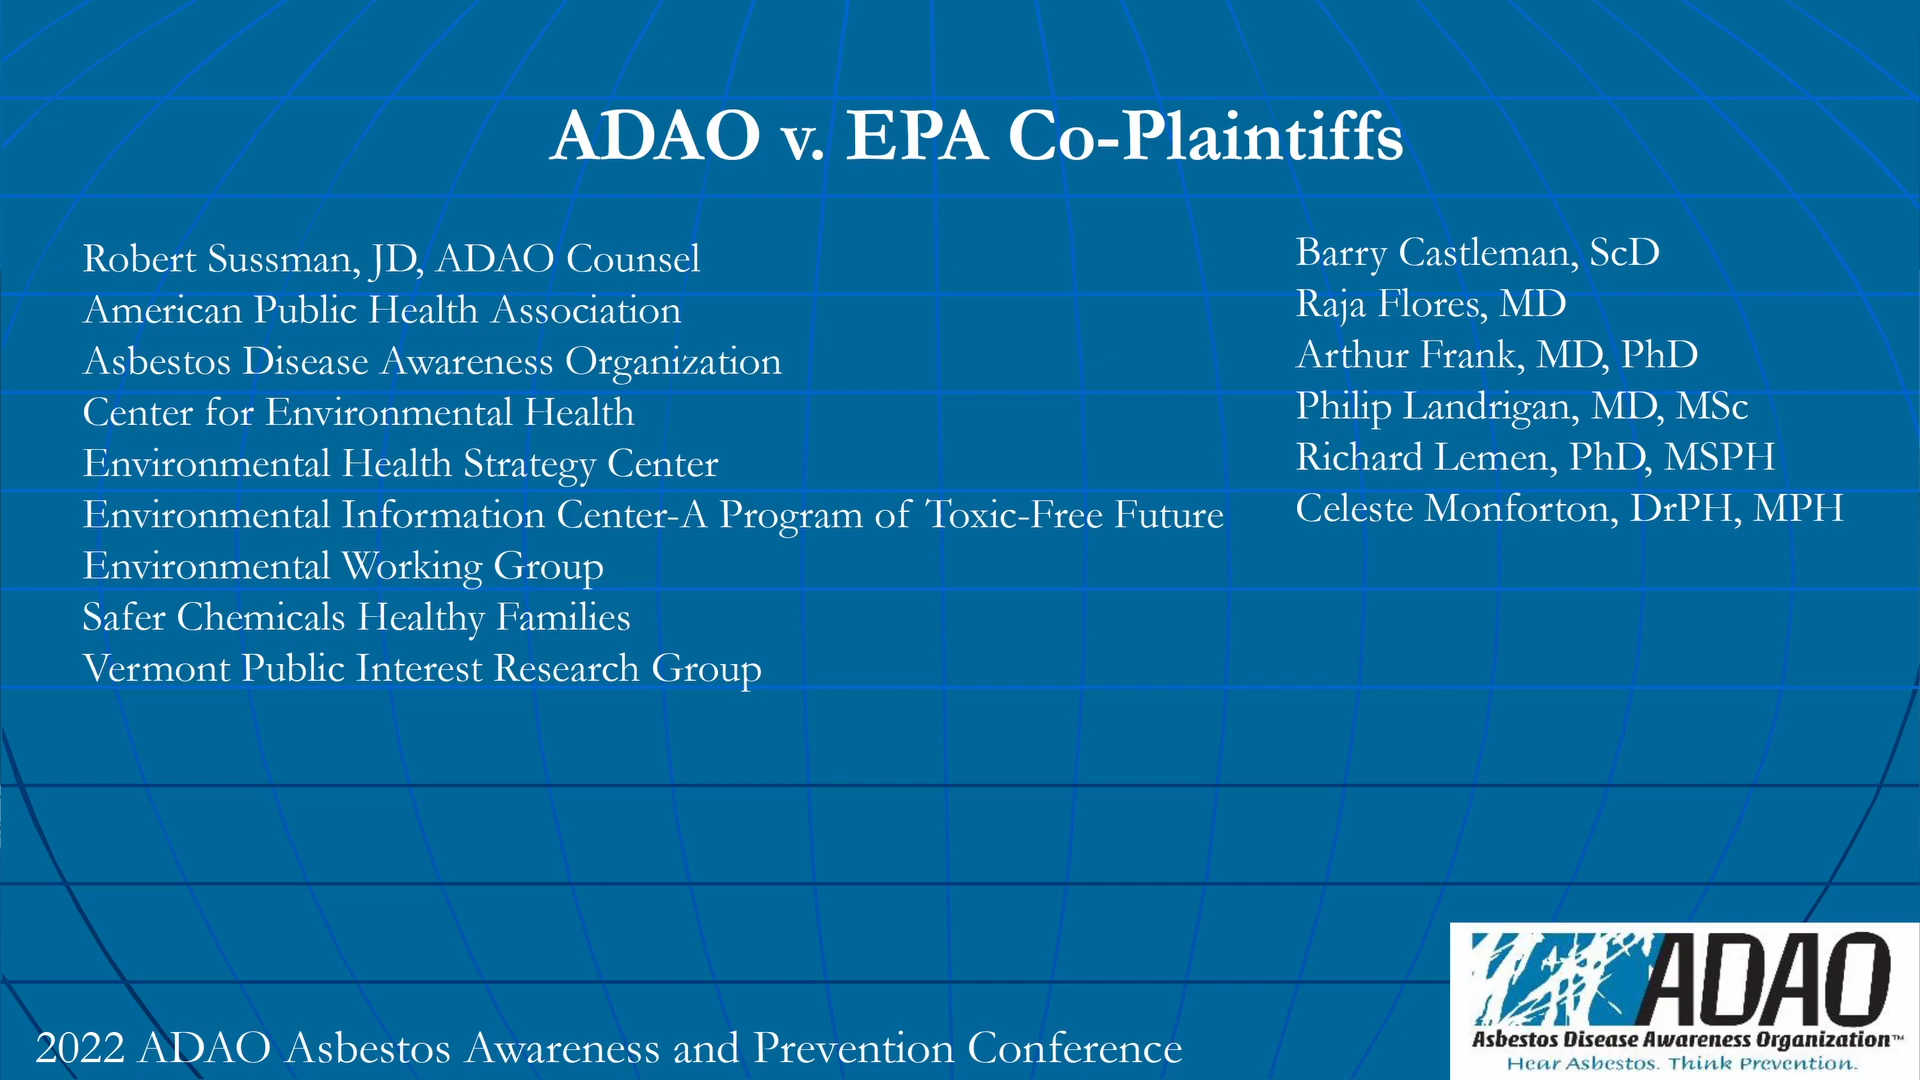 ADAO v. EPA Co-Plaintiffs
Robert Sussman, JD, ADAO Counsel
American Public Health Association
Asbestos Disease Awareness Organization
Center for Environmental Health
Environmental Health Strategy Center
Environmental Information Center-A Program of Toxic-Free Future
Environmental Working Group
Safer Chemicals Healthy Families
Vermont Public Interest Research Group
Barry Castleman, ScD
Raja Flores, MD
Arthur Frank, MD, PhD
Philip Landrigan, MD, MSc
Richard Lemen, PhD, MSPH
Celeste Monforton, DrPH, MPH
2022 ADAO Asbestos Awareness and Prevention Conference
ADAO
Asbestos Disease Awareness Organization™
Hear Asbestos. Think Prevention.